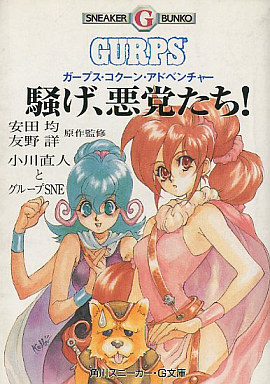 SNEAKER G BUNKO
GURPS
ガープス・コクーン・アドベンチャー
騒げ、悪党たち!
安田 均
友野 詳
原作監修
小川直人
と
グループSNE
角川スニーカー・G文庫